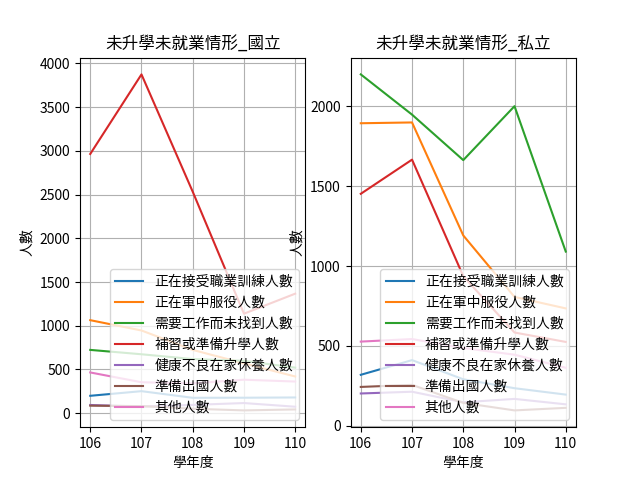 未升學未就業情形_國立
4000
3500
3000
2500
2000
1500
1000
500
0
人數
106 107 108 109 110
學年度
正在接受職業訓練人數
正在軍中服役人數
需要工作而未找到人數
補習或準備升學人數
健康不良在家休養人數
準備出國人數
其他人數
未升學未就業情形_私立
2000
1500
1000
500
0
人數
106 107 108 109 110
學年度
正在接受職業訓練人數
正在軍中服役人數
需要工作而未找到人數
補習或準備升學人數
健康不良在家休養人數
準備出國人數
其他人數